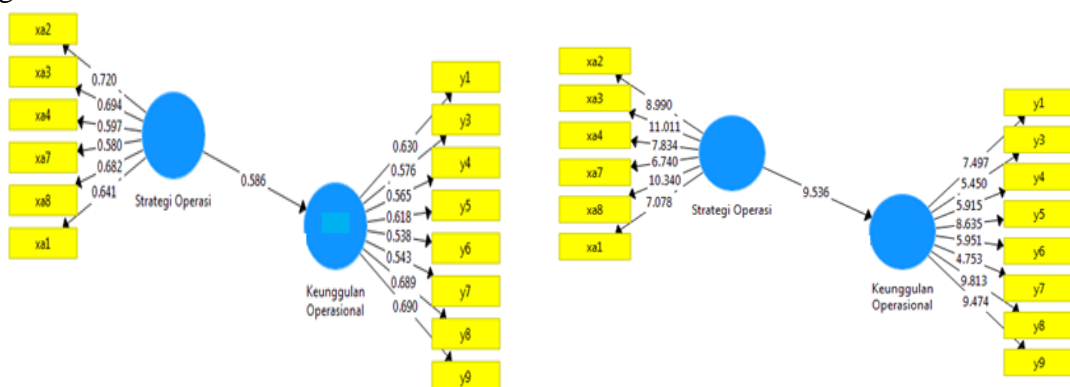 xa2
xa3
xa4
xa7
xa8
xa1
0.720
0.694
0.597
0.580
0.682
0.641
Strategi Operasi
0.586
Keunggulan
Operasional
0.630
0.576
0.565
0.618
0.538
0.543
0.689
0.690
y1
y3
y4
y5
y6
y7
y8
y9
xa2
xa3
xa4
xa7
xa8
xa1
8.990
11.011
7.834
6.740
10.340
7.078
Strategi Operasi
9.536
Keunggulan
Operasional
7.497
5.450
5.915
8.635
5.951
4.753
9.813
9.474
y1
y3
y4
y5
y6
y7
y8
y9